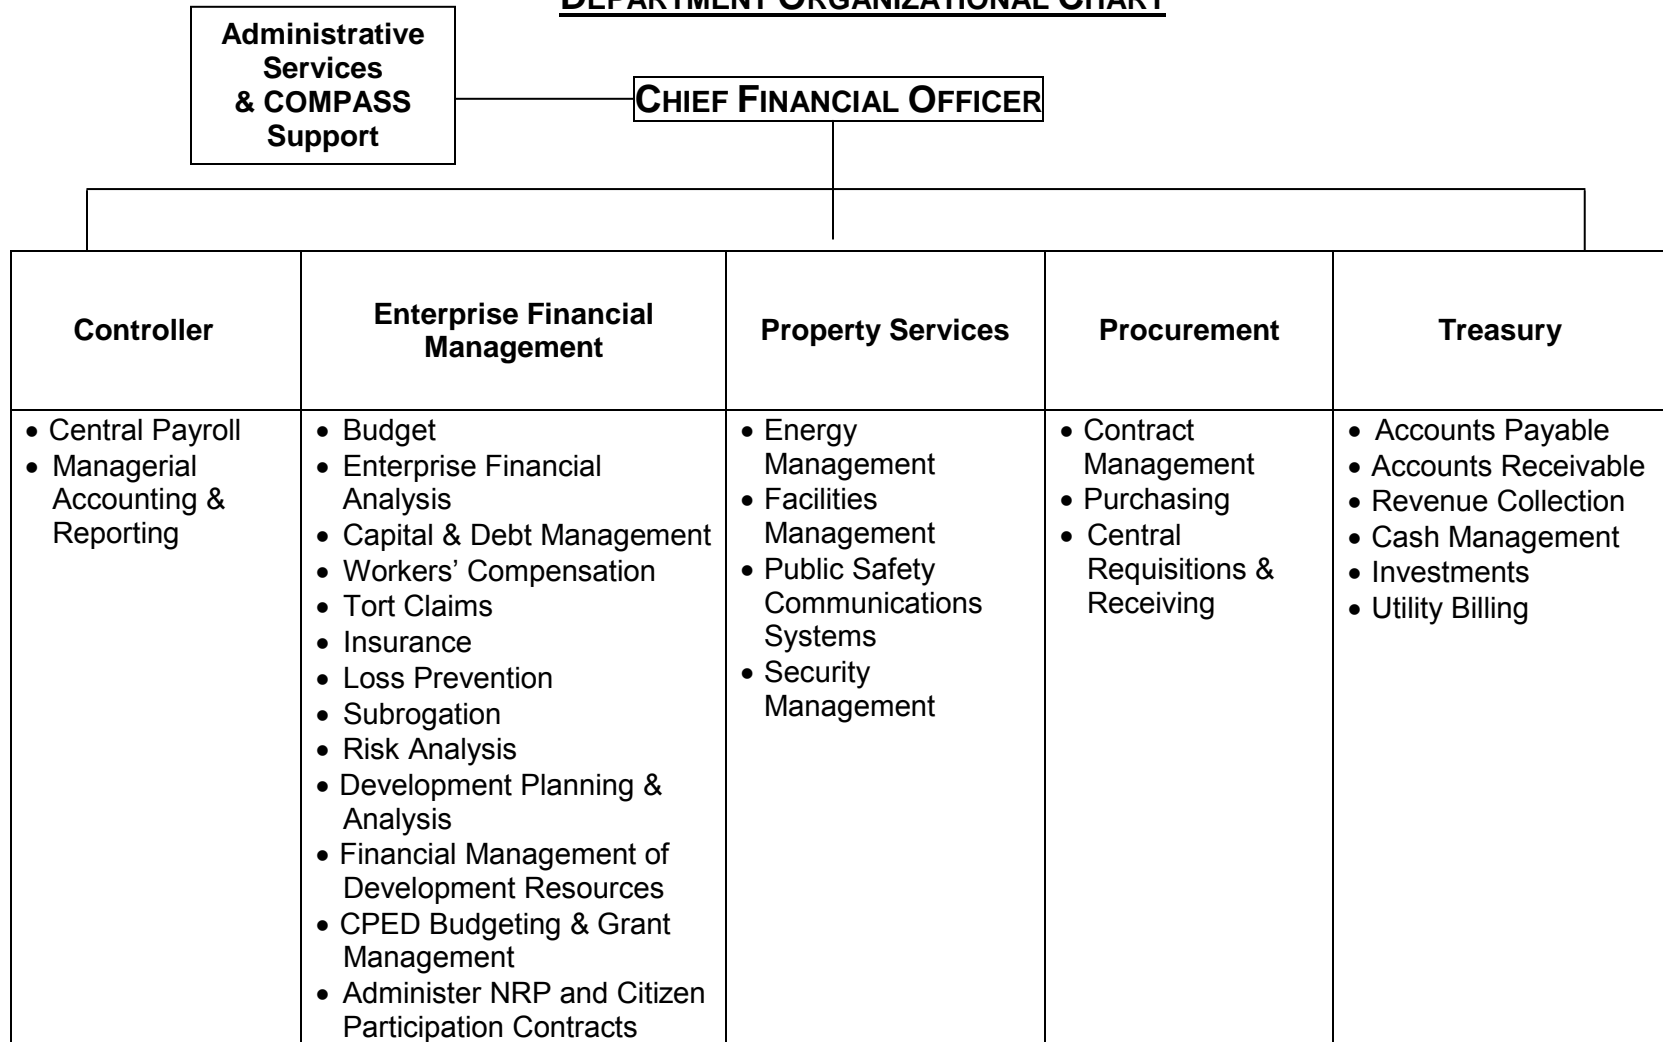 DEPARTMENT ORGANIZATIONAL CHART
Administrative
Services
& COMPASS
Support
CHIEF FINANCIAL OFFICER
Controller
Enterprise Financial
Management
Property Services
Procurement
Treasury
• Central Payroll
• Managerial
Accounting &
Reporting
• Budget
• Enterprise Financial
Analysis
• Capital & Debt Management
• Workers’ Compensation
• Tort Claims
• Insurance
• Loss Prevention
• Subrogation
• Risk Analysis
• Development Planning &
Analysis
• Financial Management of
Development Resources
• CPED Budgeting & Grant
Management
• Administer NRP and Citizen
Participation Contracts
• Energy
Management
• Facilities
Management
• Public Safety
Communications
Systems
• Security
Management
• Contract
Management
• Purchasing
• Central
Requisitions &
Receiving
• Accounts Payable
• Accounts Receivable
• Revenue Collection
• Cash Management
• Investments
• Utility Billing